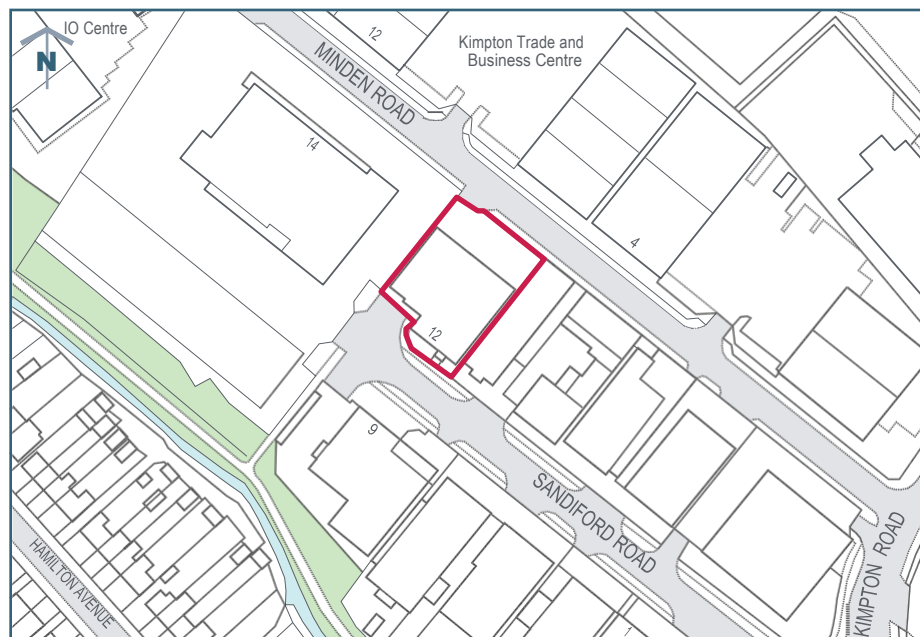 IO Centre
N
12
MINDEN ROAD
Kimpton Trade and
Business Centre
14
4
12
9
SANDIFORD ROAD
KIMPTON ROAD
HAMILTON AVENUE
1